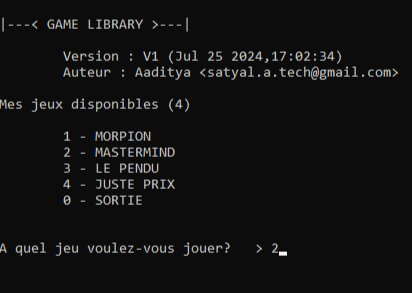 |---< GAME LIBRARY >---|
Version : V1 (Jul 25 2024,17:02:34)
Auteur : Aaditya <satyal.a.tech@gmail.com>
Mes jeux disponibles (4)
1 - MORPION
2 - MASTERMIND
3 - LE PENDU
4 - JUSTE PRIX
0 - SORTIE
A quel jeu voulez-vous jouer? > 2_